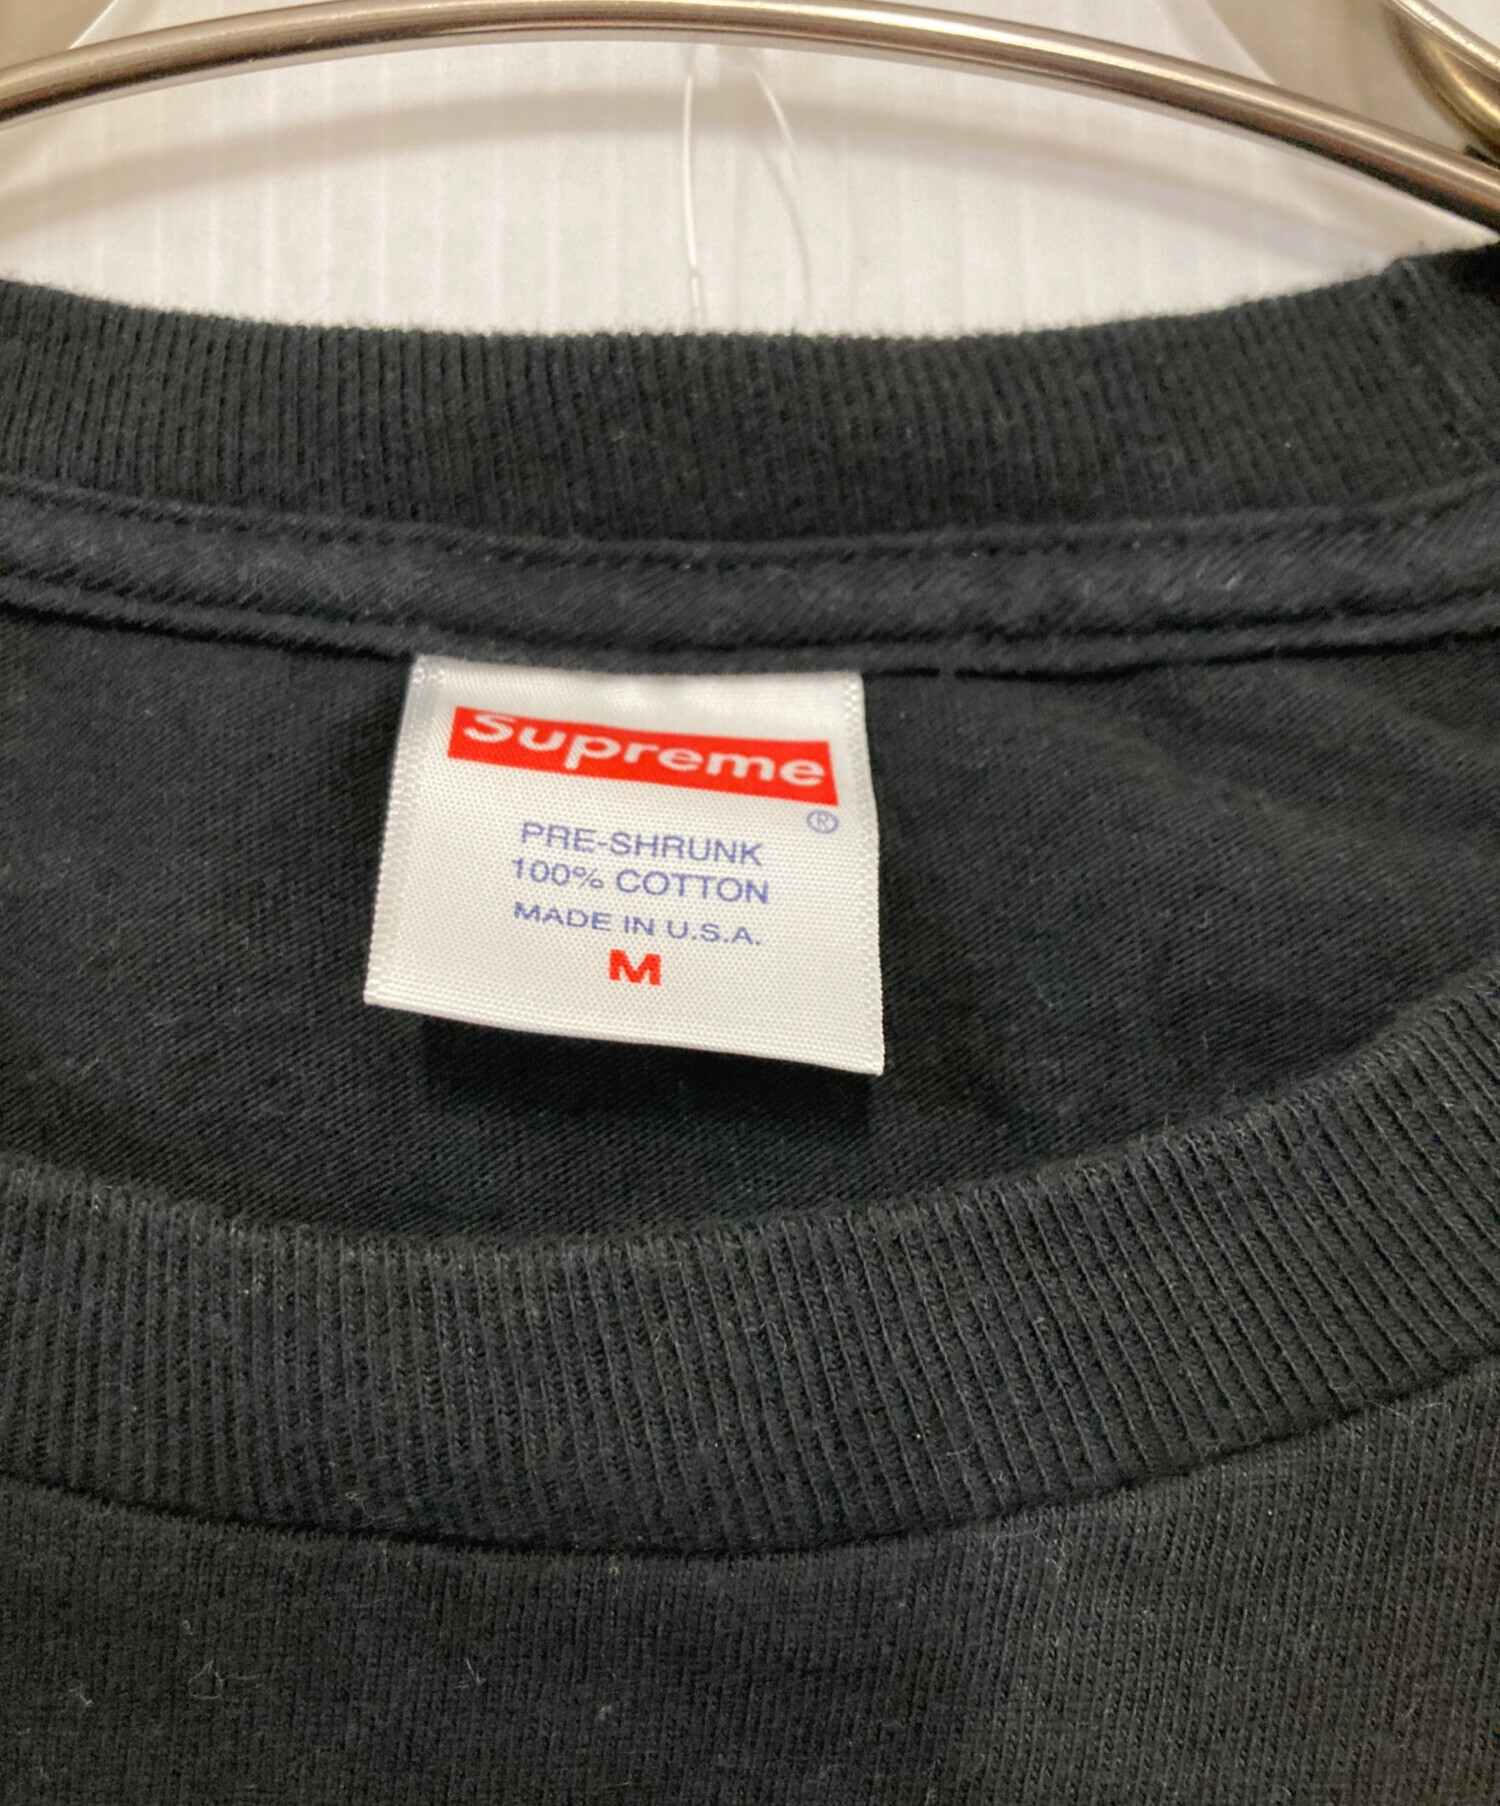 Supreme
®
PRE-SHRUNK
100% COTTON
MADE IN U.S.A.
M